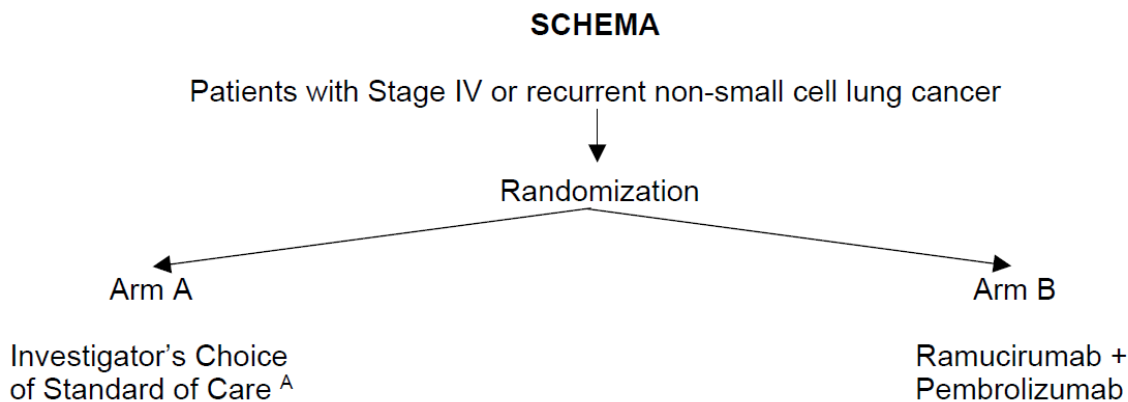 SCHEMA
Patients with Stage IV or recurrent non-small cell lung cancer
Randomization
Arm A
Arm B
Investigator’s Choice
of Standard of Care A
Ramucirumab +
Pembrolizumab